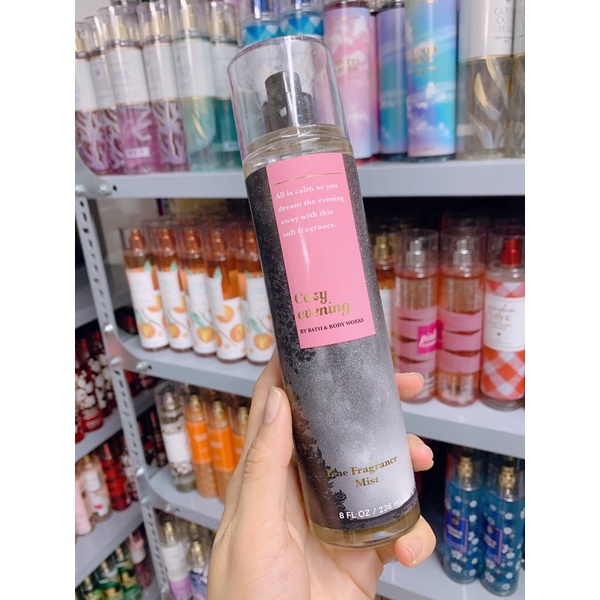 All is calm as you
dream the evening
away with this
soft fragrance.
Cozy
evening
BY BATH & BODY WORKS
Fine Fragrance
Mist
8 FL OZ / 236 m